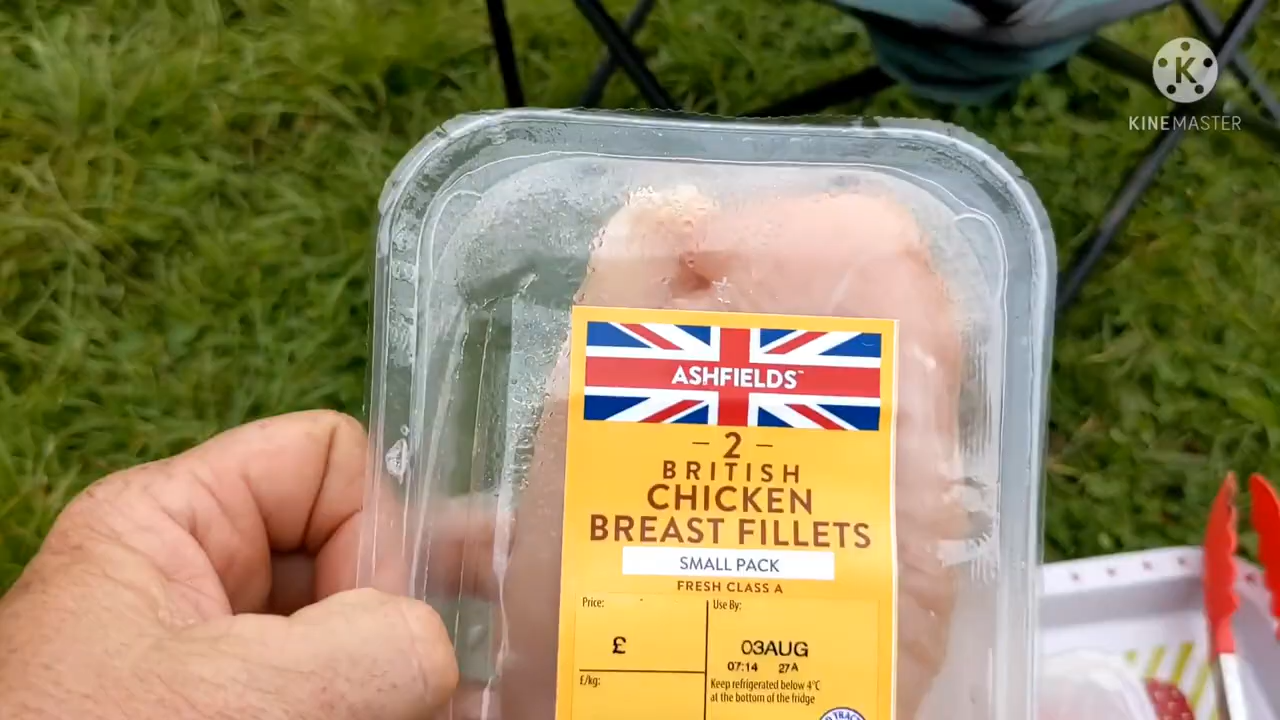 K
KINEMASTER
ASHFIELDS™
– 2 –
BRITISH
CHICKEN
BREAST FILLETS
SMALL PACK
FRESH CLASS A
Price:
Use By:
£
03AUG
07:14 27A
£/kg:
Keep refrigerated below 4°C
at the bottom of the fridge